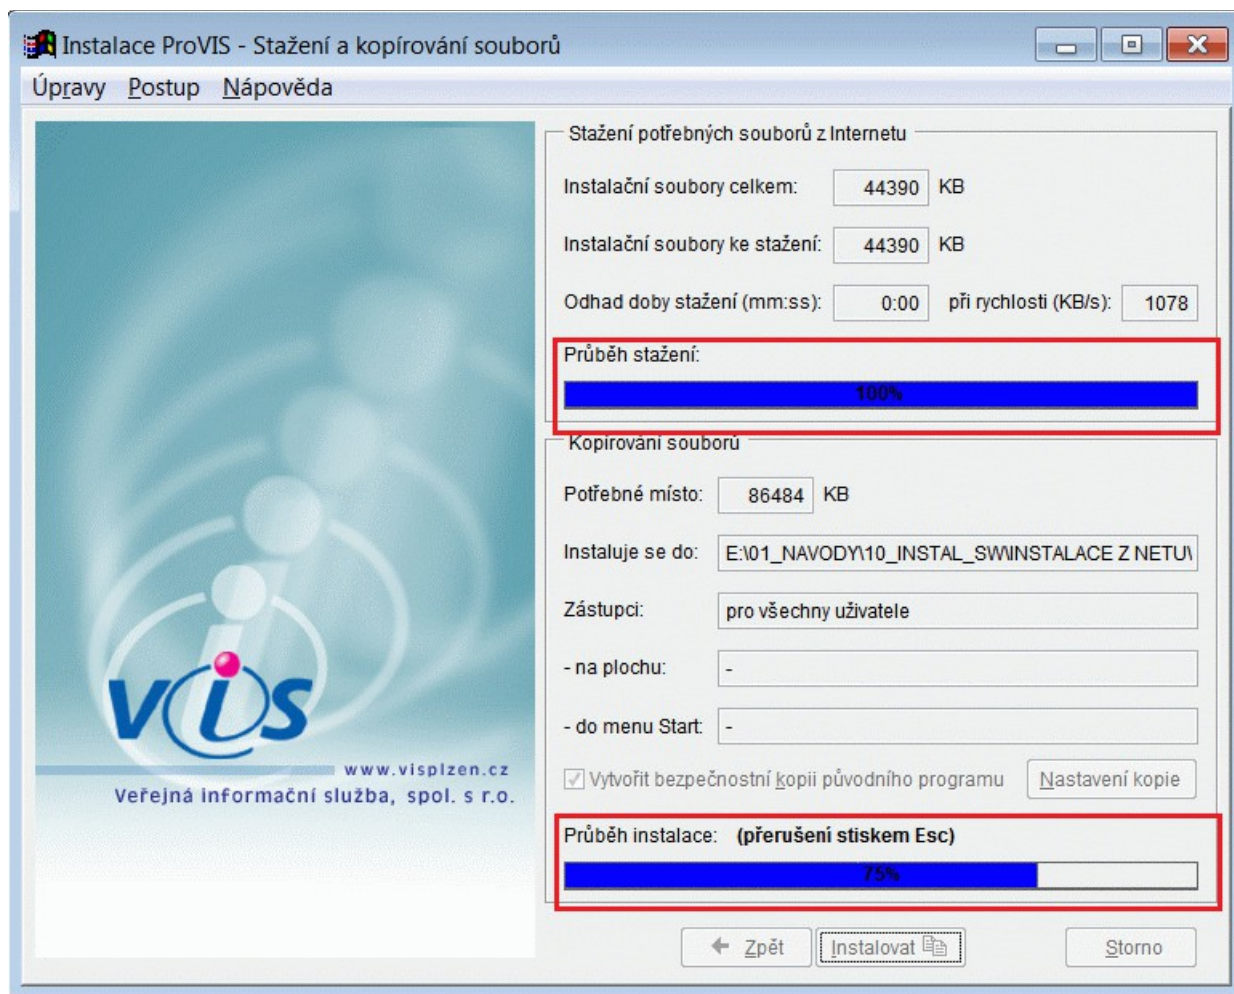 Instalace ProVIS - Stažení a kopírování souborů
Úpravy Postup Nápověda
Stažení potřebných souborů z Internetu
Instalační soubory celkem: 44390 KB
Instalační soubory ke stažení: 44390 KB
Odhad doby stažení (mm:ss): 0:00 při rychlosti (KB/s): 1078
Průběh stažení:
100%
Kopírování souborů
Potřebné místo: 86484 KB
Instaluje se do: E:\01_NAVODY\10_INSTAL_SW\INSTALACE Z NETU\
Zástupci: pro všechny uživatele
- na plochu: -
- do menu Start: -
Vytvořit bezpečnostní kopii původního programu Nastavení kopie
Průběh instalace: (přerušení stiskem Esc)
75%
Zpět Instalovat Storno
vis
www.visplzen.cz
Veřejná informační služba, spol. s r.o.